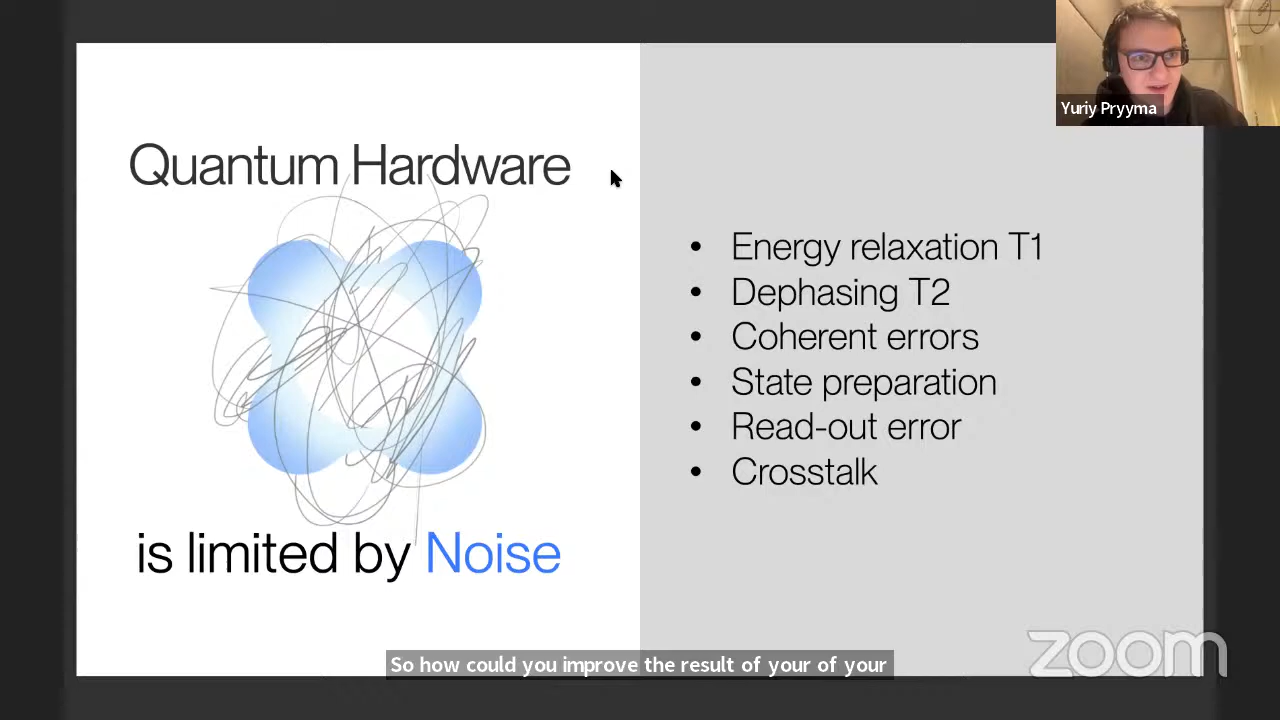 Yuriy Pryyma
Quantum Hardware
is limited by Noise
• Energy relaxation T1
• Dephasing T2
• Coherent errors
• State preparation
• Read-out error
• Crosstalk
So how could you improve the result of your of your
zoom